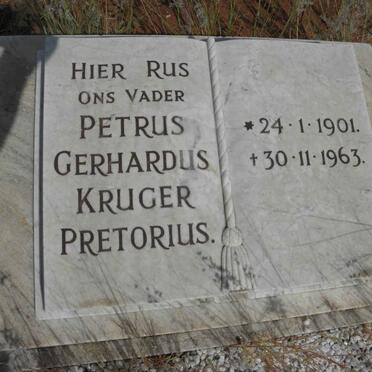 HIER RUS
ONS VADER
PETRUS
GERHARDUS
KRUGER
PRETORIUS.
* 24·1·1901.
† 30·11·1963.